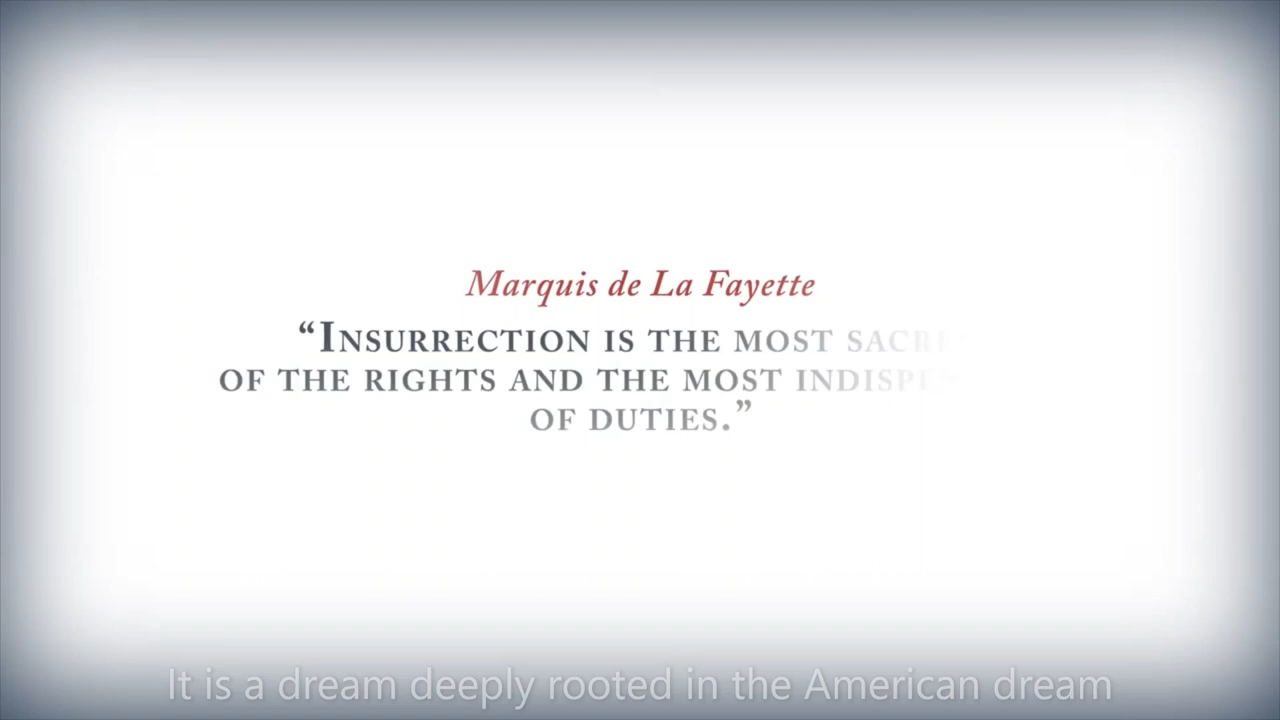 Marquis de La Fayette
“INSURRECTION IS THE MOST
OF THE RIGHTS AND THE MOST
OF DUTIES.”
It is a dream deeply rooted in the American dream